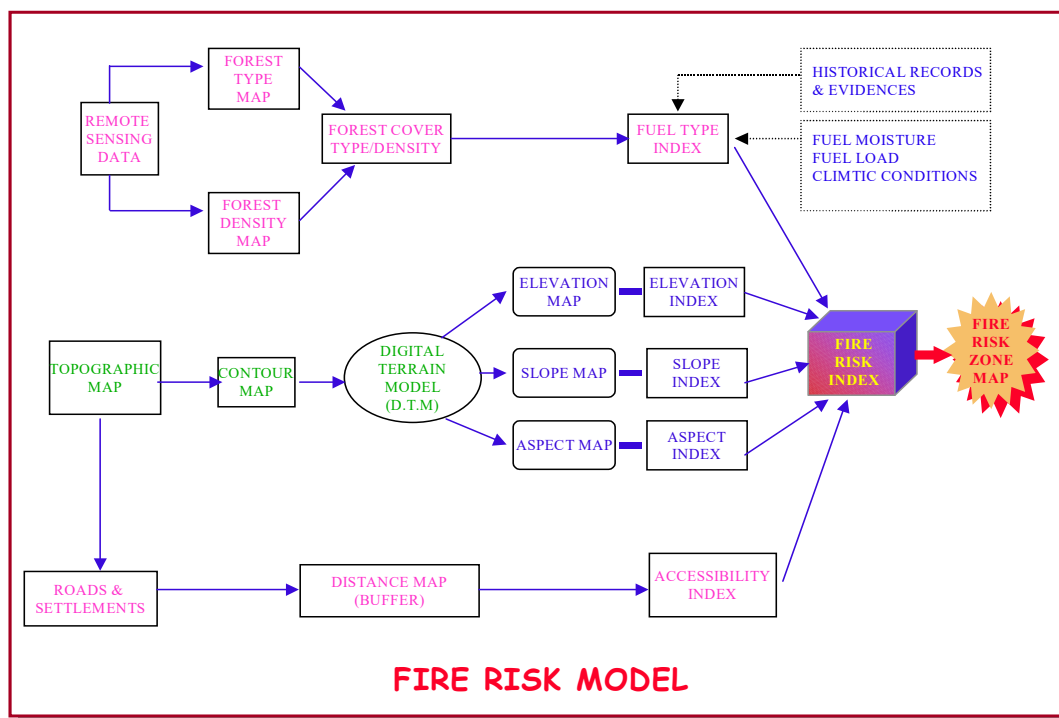 FOREST
TYPE
MAP
HISTORICAL RECORDS
& EVIDENCES
REMOTE
SENSING
DATA
FOREST COVER
TYPE/DENSITY
FUEL TYPE
INDEX
FUEL MOISTURE
FUEL LOAD
CLIMTIC CONDITIONS
FOREST
DENSITY
MAP
ELEVATION
MAP
ELEVATION
INDEX
TOPOGRAPHIC
MAP
CONTOUR
MAP
DIGITAL
TERRAIN
MODEL
(D.T.M)
SLOPE MAP
SLOPE
INDEX
FIRE
RISK
INDEX
FIRE
RISK
ZONE
MAP
ASPECT MAP
ASPECT
INDEX
ROADS &
SETTLEMENTS
DISTANCE MAP
(BUFFER)
ACCESSIBILITY
INDEX
FIRE RISK MODEL